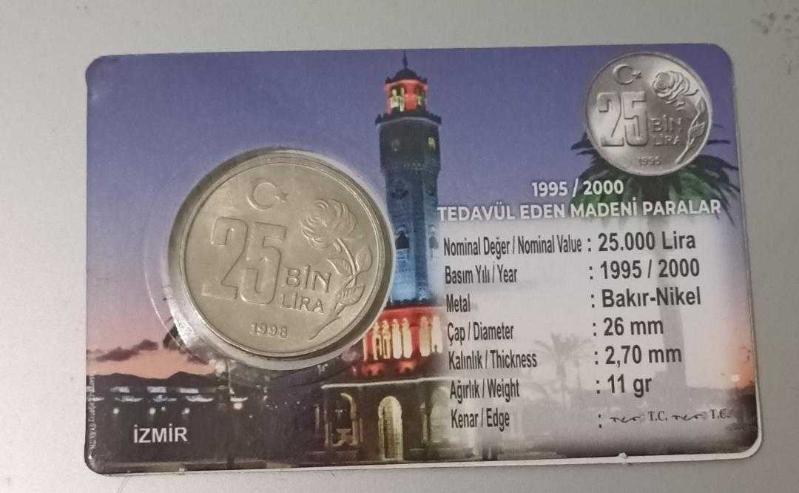 25
BİN
LİRA
1995
25
BİN
LİRA
1998
1995 / 2000
TEDAVÜL EDEN MADENİ PARALAR
Nominal Değer / Nominal Value : 25.000 Lira
Basım Yılı / Year : 1995 / 2000
Metal : Bakır-Nikel
Çap / Diameter : 26 mm
Kalınlık / Thickness : 2,70 mm
Ağırlık / Weight : 11 gr
Kenar / Edge : T.C. T.C.
İZMİR